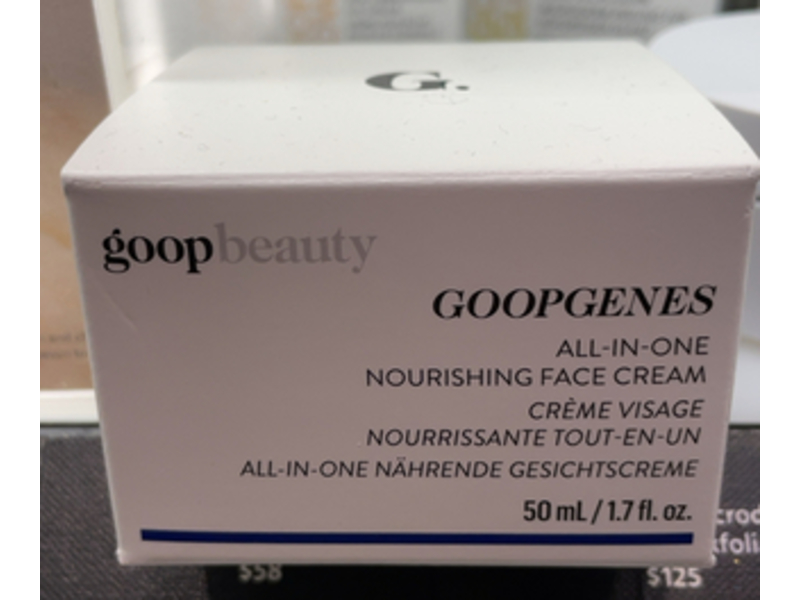 G.
goopbeauty
GOOPGENES
ALL-IN-ONE
NOURISHING FACE CREAM
CRÈME VISAGE
NOURRISSANTE TOUT-EN-UN
ALL-IN-ONE NÄHRENDE GESICHTSCREME
50 mL / 1.7 fl. oz.
$58
$125